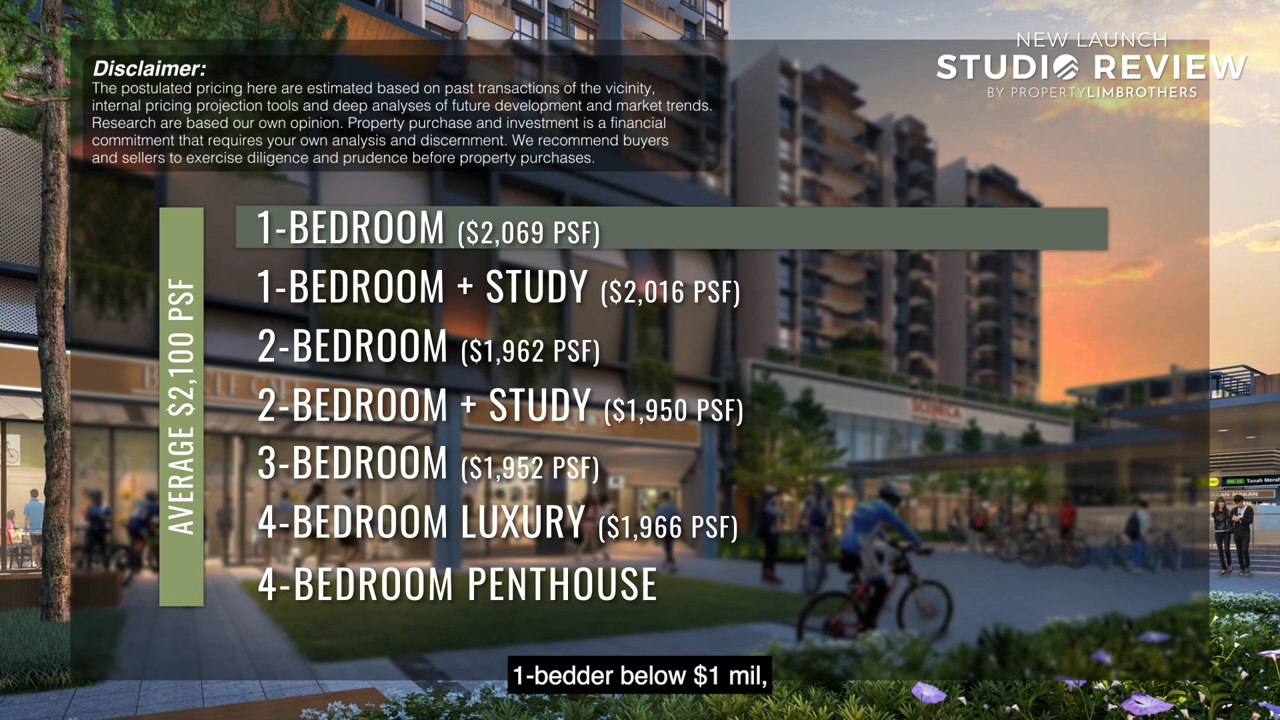 NEW LAUNCH
STUDIO REVIEW
BY PROPERTYLIMBROTHERS
Disclaimer:
The postulated pricing here are estimated based on past transactions of the vicinity,
internal pricing projection tools and deep analyses of future development and market trends.
Research are based our own opinion. Property purchase and investment is a financial
commitment that requires your own analysis and discernment. We recommend buyers
and sellers to exercise diligence and prudence before property purchases.
AVERAGE $2,100 PSF
1-BEDROOM ($2,069 PSF)
1-BEDROOM + STUDY ($2,016 PSF)
2-BEDROOM ($1,962 PSF)
2-BEDROOM + STUDY ($1,950 PSF)
3-BEDROOM ($1,952 PSF)
4-BEDROOM LUXURY ($1,966 PSF)
4-BEDROOM PENTHOUSE
SCENECA
Tanah Merah
1-bedder below $1 mil,